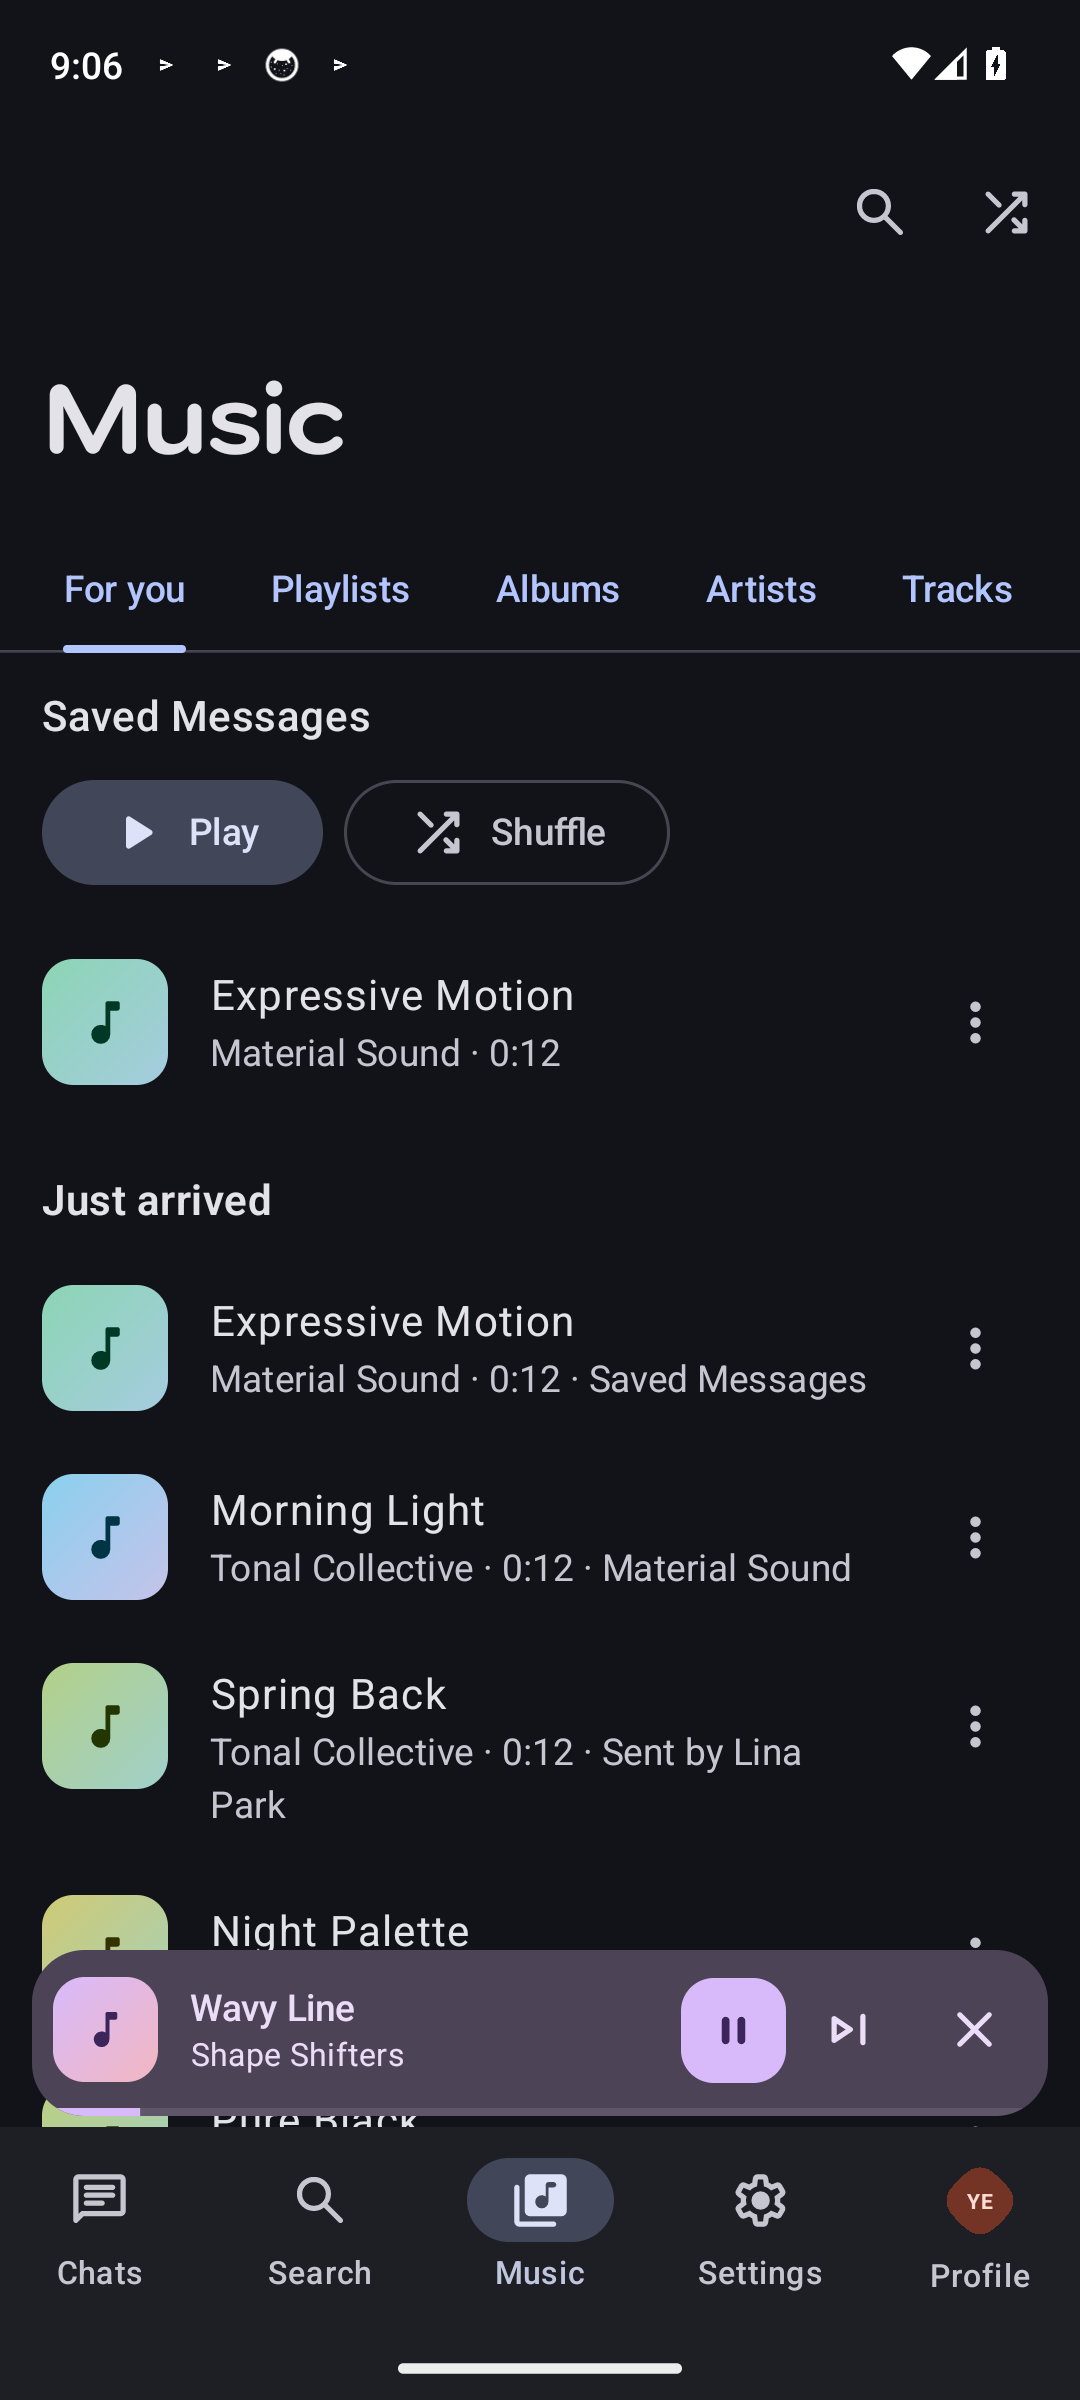 9:06
Music
For you Playlists Albums Artists Tracks
Saved Messages
Play Shuffle
Expressive Motion
Material Sound · 0:12
Just arrived
Expressive Motion
Material Sound · 0:12 · Saved Messages
Morning Light
Tonal Collective · 0:12 · Material Sound
Spring Back
Tonal Collective · 0:12 · Sent by Lina
Park
Night Palette
Wavy Line
Shape Shifters
Pure Black
YE
Chats Search Music Settings Profile